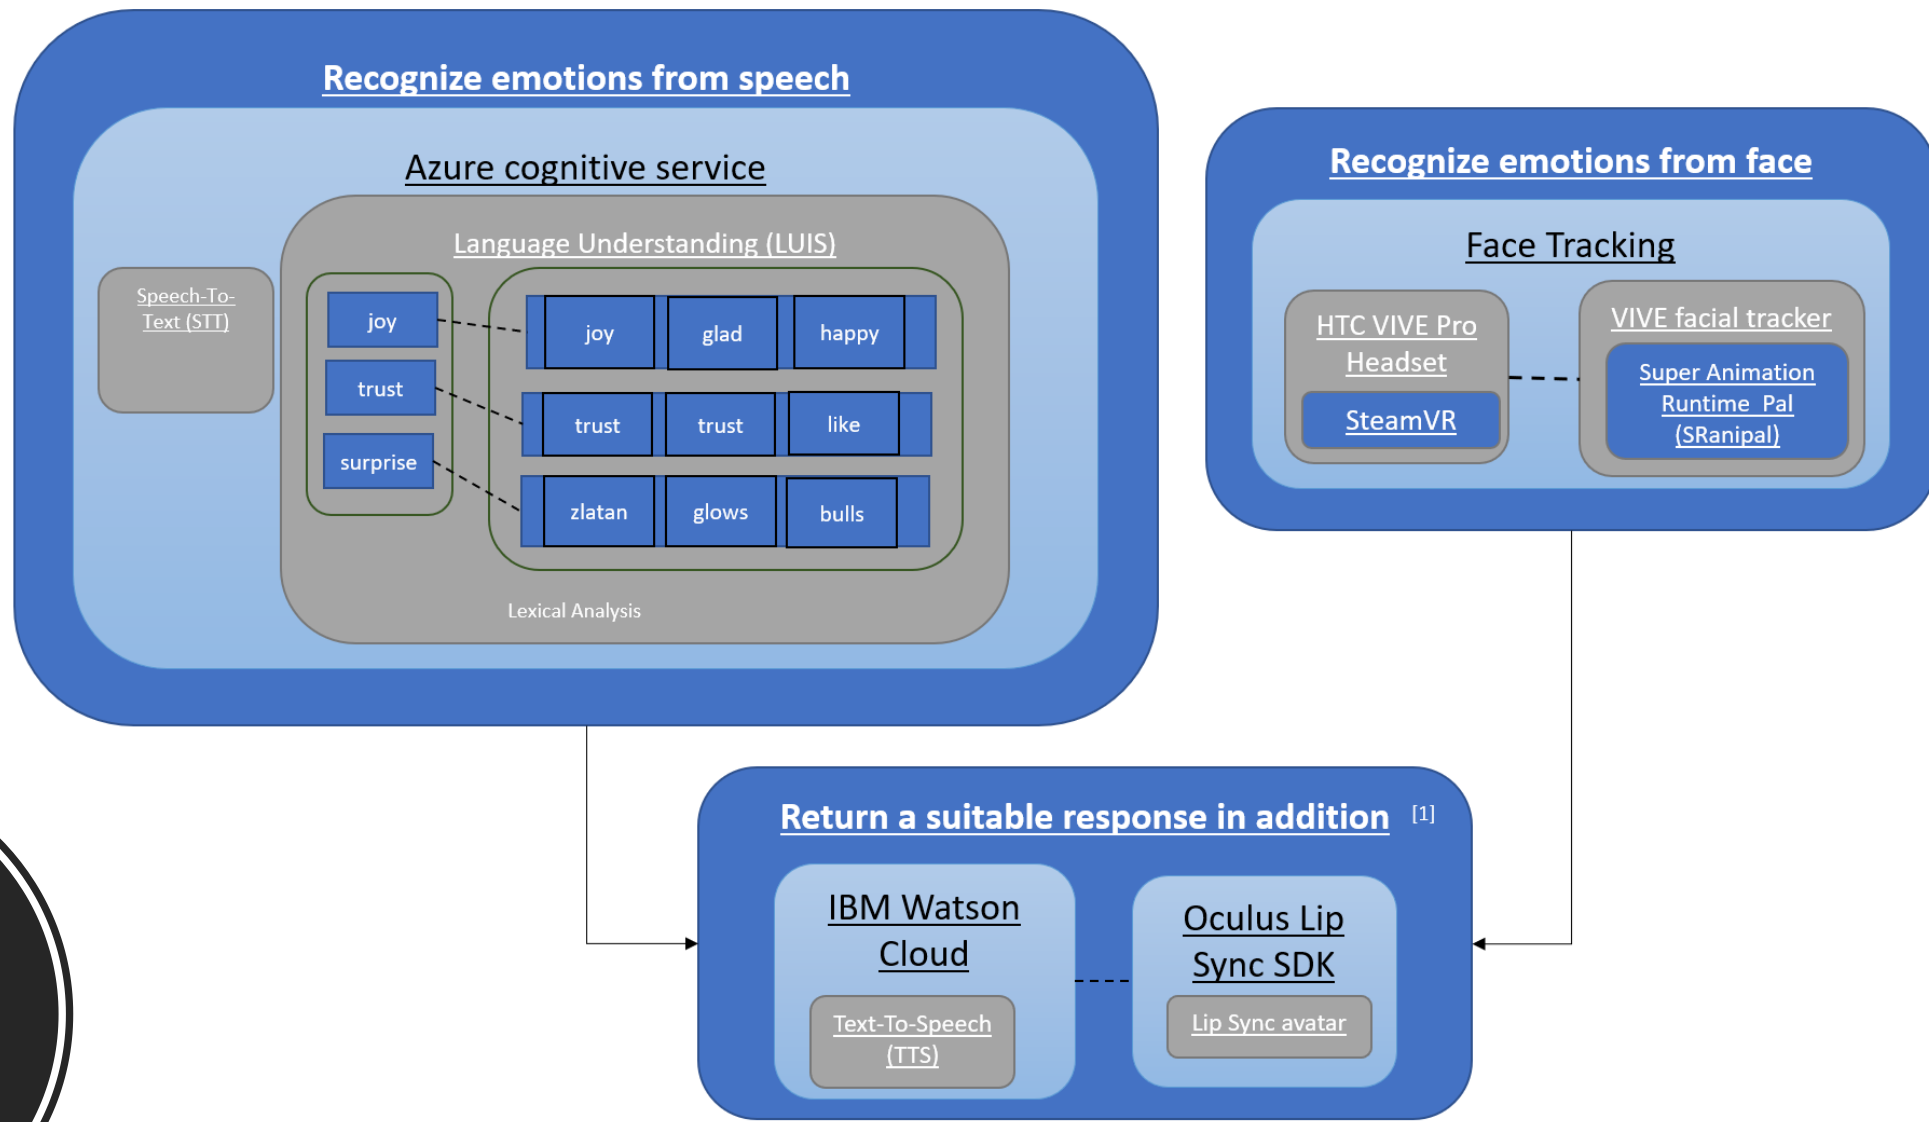 Recognize emotions from speech
Azure cognitive service
Language Understanding (LUIS)
Speech-To-
Text (STT)
joy
trust
surprise
joy glad happy
trust trust like
zlatan glows bulls
Lexical Analysis
Recognize emotions from face
Face Tracking
HTC VIVE Pro
Headset
SteamVR
VIVE facial tracker
Super Animation
Runtime Pal
(SRanipal)
Return a suitable response in addition [1]
IBM Watson
Cloud
Text-To-Speech
(TTS)
Oculus Lip
Sync SDK
Lip Sync avatar